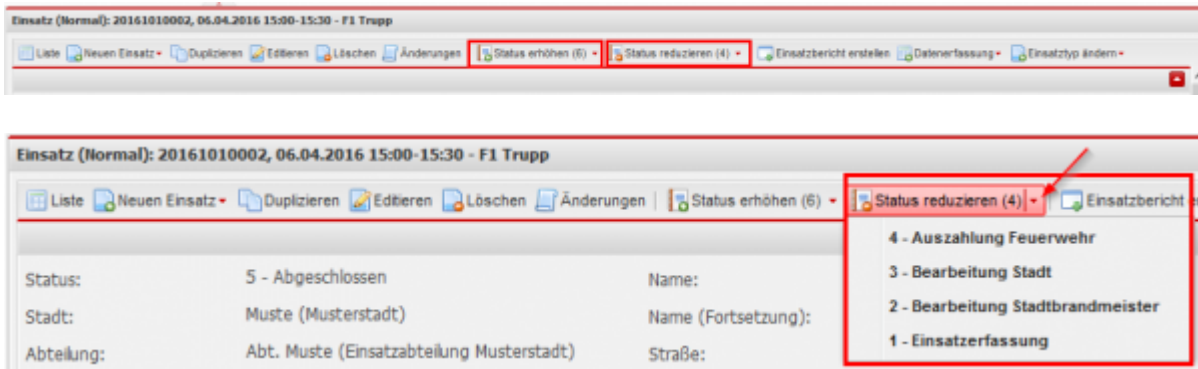 Einsatz (Normal): 20161010002, 06.04.2016 15:00-15:30 - F1 Trupp
Liste Neuen Einsatz Duplizieren Editieren Löschen Änderungen Status erhöhen (6) Status reduzieren (4) Einsatzbericht erstellen Datenerfassung Einsatztyp ändern
Einsatz (Normal): 20161010002, 06.04.2016 15:00-15:30 - F1 Trupp
Liste Neuen Einsatz Duplizieren Editieren Löschen Änderungen Status erhöhen (6) Status reduzieren (4) Einsatzbericht
4 - Auszahlung Feuerwehr
Status: 5 - Abgeschlossen Name: 3 - Bearbeitung Stadt
Stadt: Muste (Musterstadt) Name (Fortsetzung): 2 - Bearbeitung Stadtbrandmeister
Abteilung: Abt. Muste (Einsatzabteilung Musterstadt) Straße: 1 - Einsatzerfassung